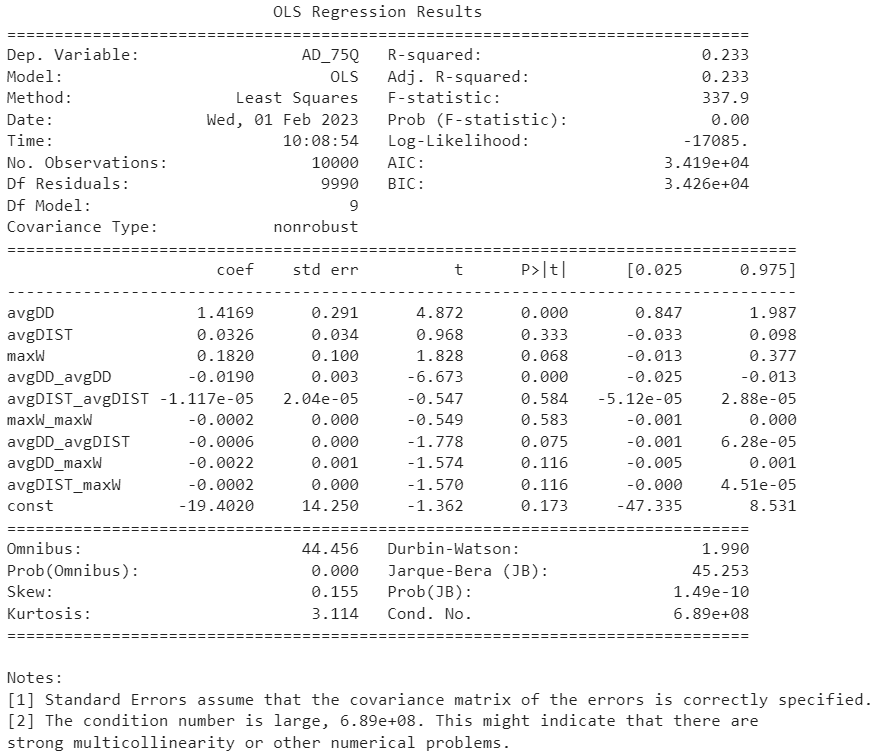 OLS Regression Results
==============================================================================
Dep. Variable: AD_75Q R-squared: 0.233
Model: OLS Adj. R-squared: 0.233
Method: Least Squares F-statistic: 337.9
Date: Wed, 01 Feb 2023 Prob (F-statistic): 0.00
Time: 10:08:54 Log-Likelihood: -17085.
No. Observations: 10000 AIC: 3.419e+04
Df Residuals: 9990 BIC: 3.426e+04
Df Model: 9
Covariance Type: nonrobust
===================================================================================
coef std err t P>|t| [0.025 0.975]
-----------------------------------------------------------------------------------
avgDD 1.4169 0.291 4.872 0.000 0.847 1.987
avgDIST 0.0326 0.034 0.968 0.333 -0.033 0.098
maxW 0.1820 0.100 1.828 0.068 -0.013 0.377
avgDD_avgDD -0.0190 0.003 -6.673 0.000 -0.025 -0.013
avgDIST_avgDIST -1.117e-05 2.04e-05 -0.547 0.584 -5.12e-05 2.88e-05
maxW_maxW -0.0002 0.000 -0.549 0.583 -0.001 0.000
avgDD_avgDIST -0.0006 0.000 -1.778 0.075 -0.001 6.28e-05
avgDD_maxW -0.0022 0.001 -1.574 0.116 -0.005 0.001
avgDIST_maxW -0.0002 0.000 -1.570 0.116 -0.000 4.51e-05
const -19.4020 14.250 -1.362 0.173 -47.335 8.531
==============================================================================
Omnibus: 44.456 Durbin-Watson: 1.990
Prob(Omnibus): 0.000 Jarque-Bera (JB): 45.253
Skew: 0.155 Prob(JB): 1.49e-10
Kurtosis: 3.114 Cond. No. 6.89e+08
==============================================================================
Notes:
[1] Standard Errors assume that the covariance matrix of the errors is correctly specified.
[2] The condition number is large, 6.89e+08. This might indicate that there are
strong multicollinearity or other numerical problems.